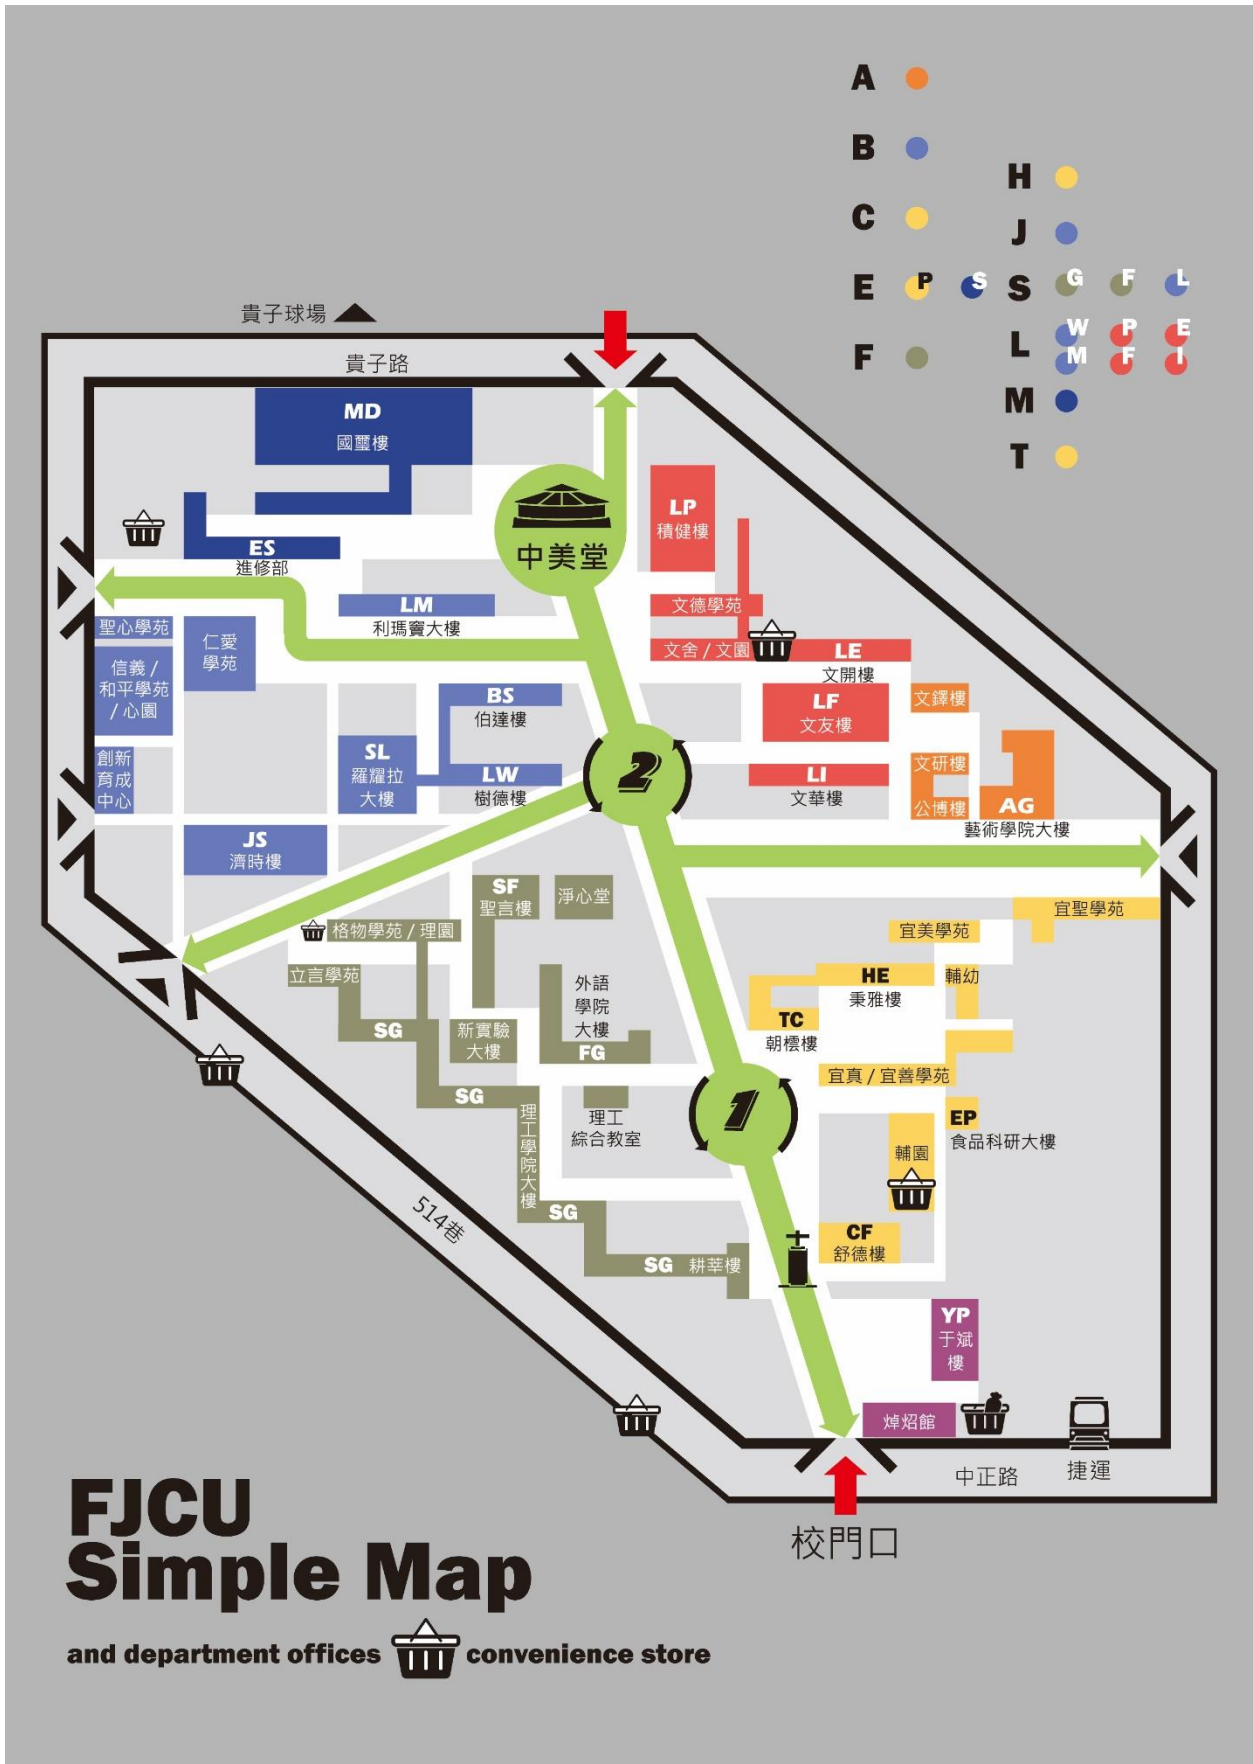 A
B
C
E P S
F
H
J
S G F L
L W P E
M F I
M
T
貴子球場
貴子路
MD
國璽樓
ES
進修部
中美堂
LP
積健樓
LM
利瑪竇大樓
文德學苑
文舍 / 文園
LE
文開樓
聖心學苑
仁愛
學苑
信義 /
和平學苑
/ 心園
BS
伯達樓
LF
文友樓
文鐸樓
創新
育成
中心
SL
羅耀拉
大樓
LW
樹德樓
2
LI
文華樓
文研樓
公博樓
AG
藝術學院大樓
JS
濟時樓
SF
聖言樓
淨心堂
格物學苑 / 理園
宜聖學苑
宜美學苑
立言學苑
外語
學院
大樓
HE
秉雅樓
輔幼
TC
朝橒樓
SG
新實驗
大樓
FG
宜真 / 宜善學苑
SG
理工學院大樓
理工
綜合教室
1
EP
食品科研大樓
輔園
514巷
SG
CF
舒德樓
SG 耕莘樓
YP
于斌
樓
焯炤館
中正路
捷運
校門口
FJCU
Simple Map
and department offices convenience store